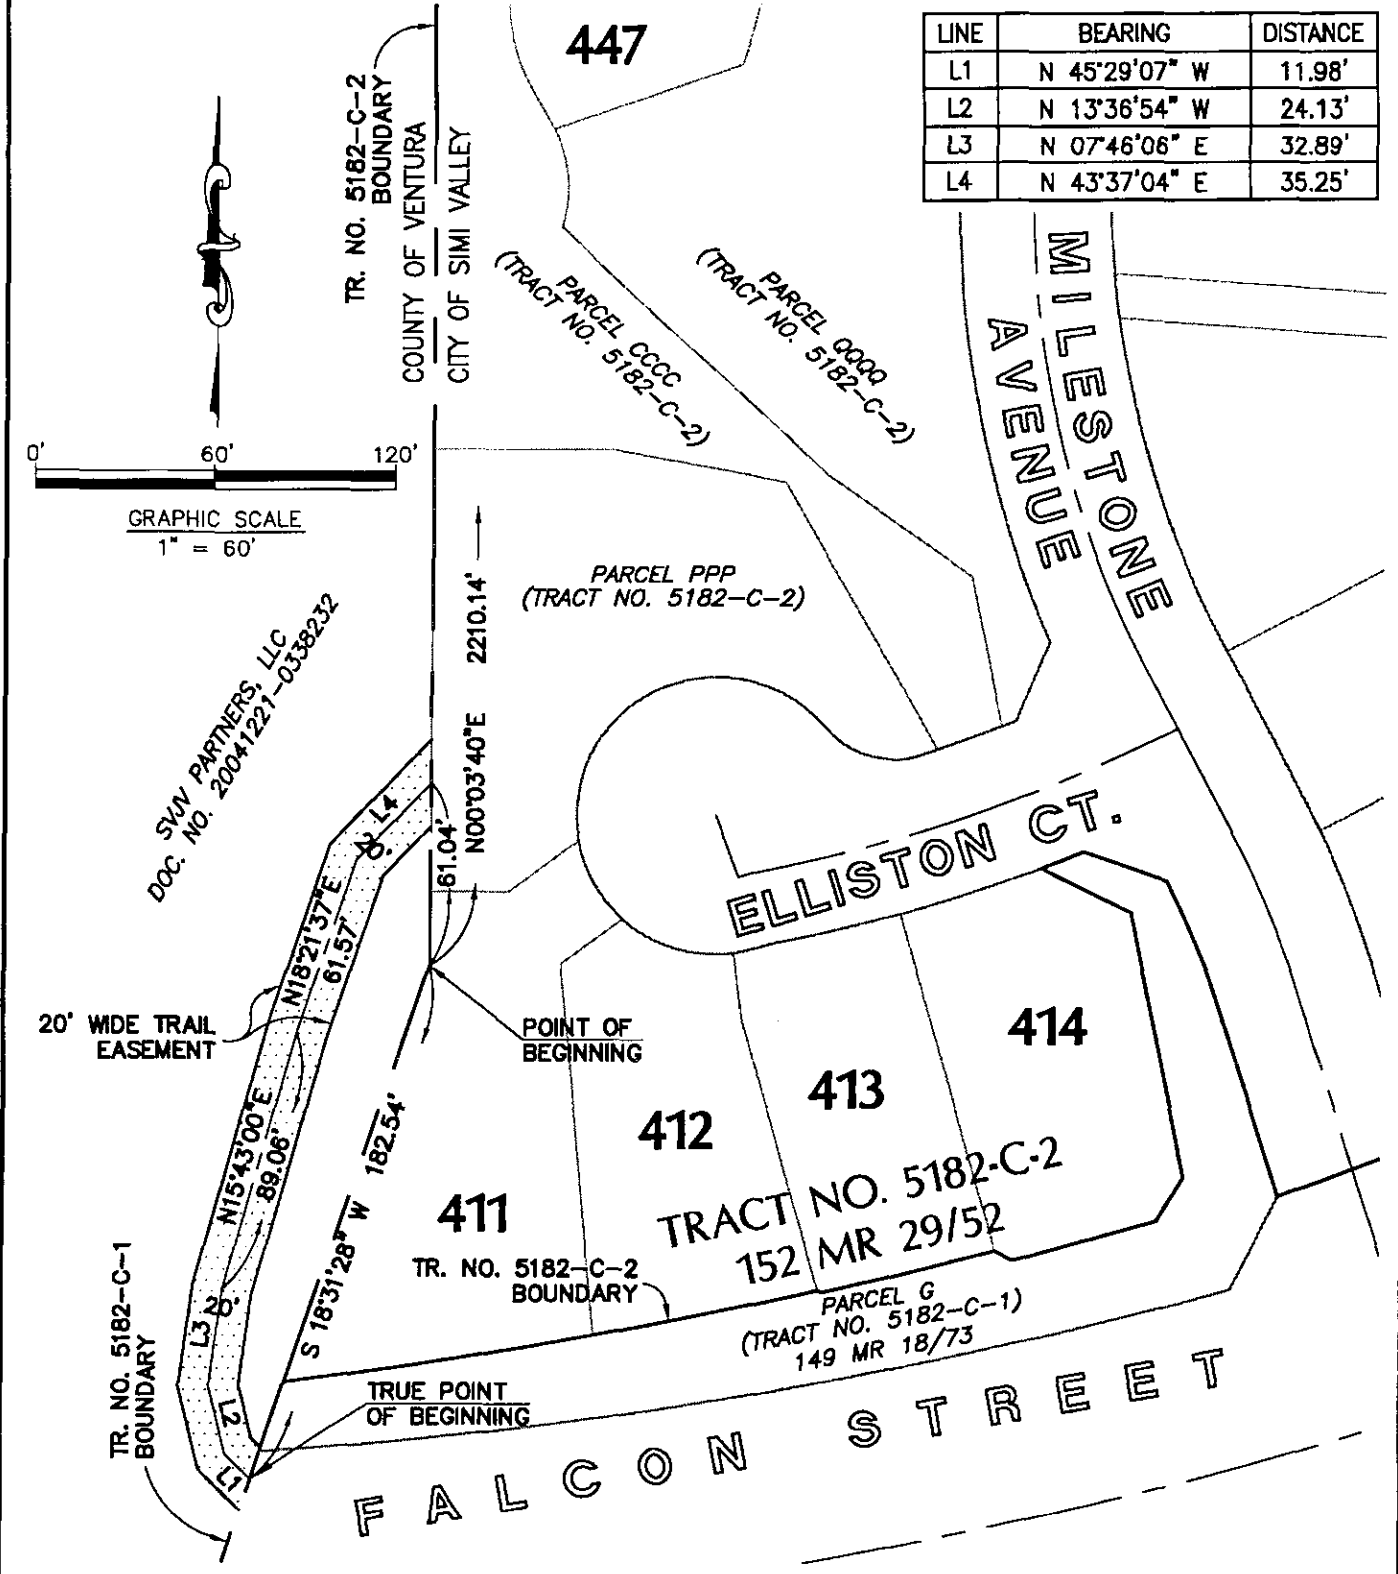 447
LINE BEARING DISTANCE
L1 N 45°29'07" W 11.98'
L2 N 13°36'54" W 24.13'
L3 N 07°46'06" E 32.89'
L4 N 43°37'04" E 35.25'
TR. NO. 5182-C-2
BOUNDARY
COUNTY OF VENTURA
CITY OF SIMI VALLEY
PARCEL CCCC
(TRACT NO. 5182-C-2)
PARCEL QQQQ
(TRACT NO. 5182-C-2)
MILESTONE
AVENUE
0' 60' 120'
GRAPHIC SCALE
1" = 60'
PARCEL PPP
(TRACT NO. 5182-C-2)
SVJV PARTNERS, LLC
DOC. NO. 20041221-0338232
N00°03'40"E 2210.14'
61.04'
L4
20'
ELLISTON CT.
N18°21'37"E
61.57'
20' WIDE TRAIL
EASEMENT
POINT OF
BEGINNING
414
413
412
411
N15°43'00"E
89.06'
S 18°31'28" W 182.54'
TRACT NO. 5182-C-2
152 MR 29/52
TR. NO. 5182-C-2
BOUNDARY
PARCEL G
(TRACT NO. 5182-C-1)
149 MR 18/73
20'
L3
L2
L1
TR. NO. 5182-C-1
BOUNDARY
TRUE POINT
OF BEGINNING
FALCON STREET